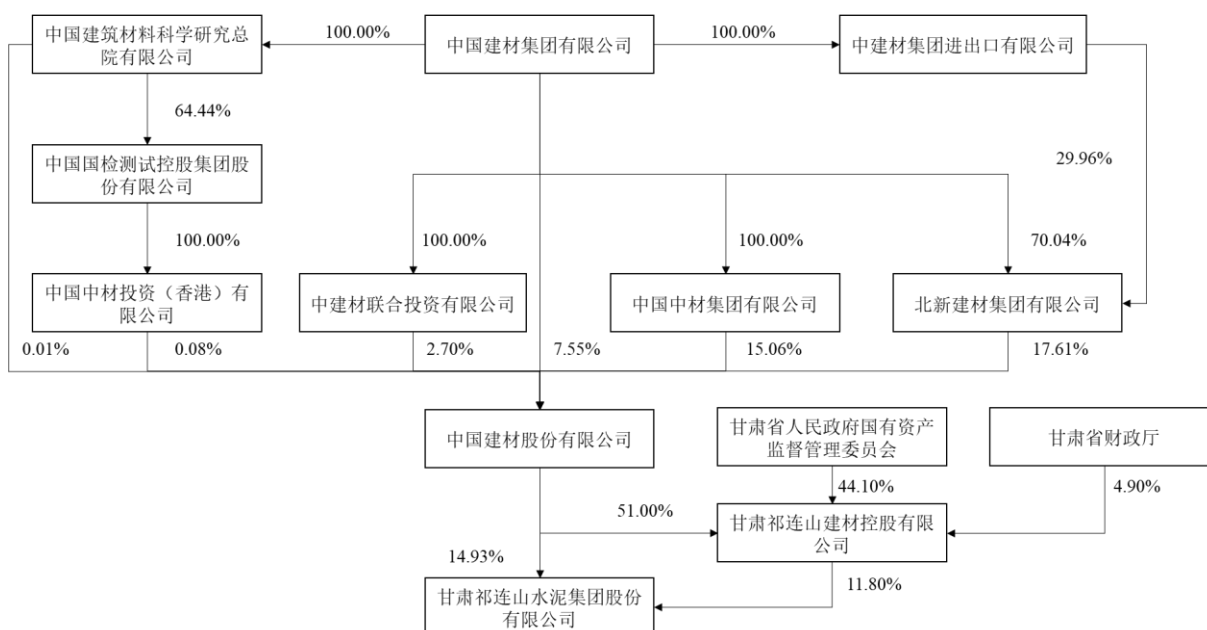 中国建筑材料科学研究总
院有限公司
100.00%
中国建材集团有限公司
100.00%
中建材集团进出口有限公司
64.44%
中国国检测试控股集团股
份有限公司
29.96%
100.00%
100.00%
100.00%
70.04%
中国中材投资（香港）有
限公司
中建材联合投资有限公司
中国中材集团有限公司
北新建材集团有限公司
0.01%
0.08%
2.70%
7.55%
15.06%
17.61%
中国建材股份有限公司
甘肃省人民政府国有资产
监督管理委员会
甘肃省财政厅
44.10%
4.90%
51.00%
甘肃祁连山建材控股有限
公司
14.93%
11.80%
甘肃祁连山水泥集团股份
有限公司